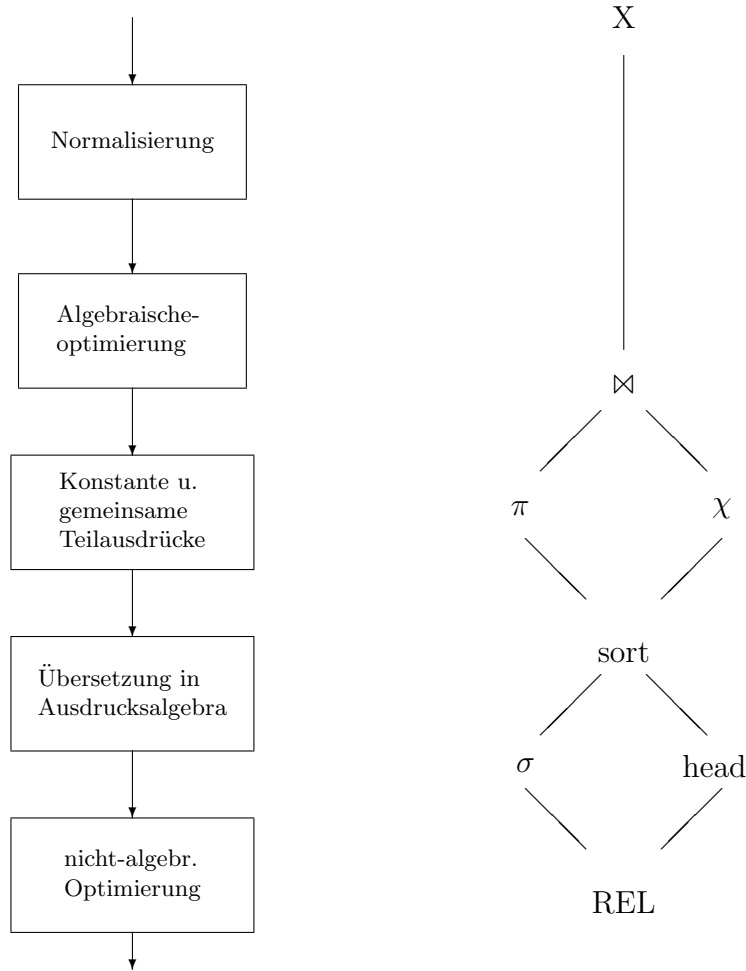 Normalisierung
Algebraische-
optimierung
Konstante u.
gemeinsame
Teilausdrücke
Übersetzung in
Ausdrucksalgebra
nicht-algebr.
Optimierung
X
⋈
π χ
sort
σ head
REL